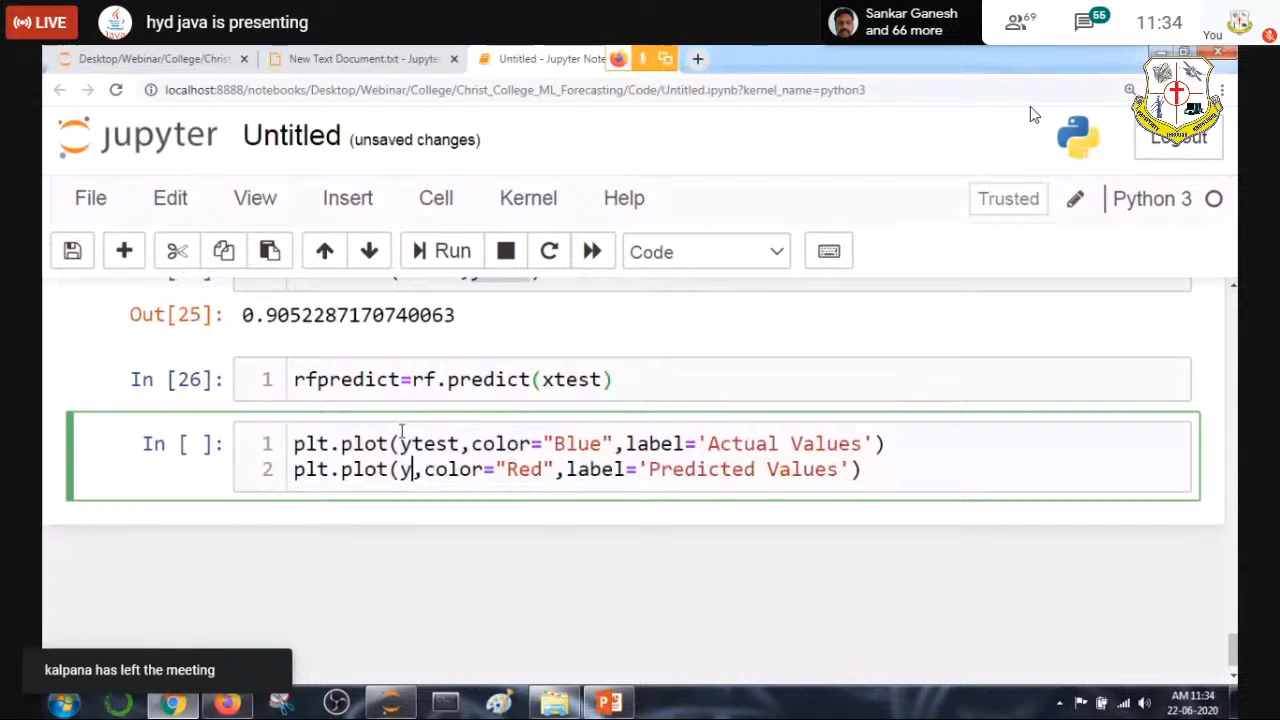 LIVE
hyd java is presenting
Sankar Ganesh
and 66 more
69
55
11:34
You
Desktop/Webinar/College/Christ
New Text Document.txt - Jupyte
Untitled - Jupyter Note
localhost:8888/notebooks/Desktop/Webinar/College/Christ_College_ML_Forecasting/Code/Untitled.ipynb?kernel_name=python3
jupyter
Untitled (unsaved changes)
Logout
File Edit View Insert Cell Kernel Help
Trusted
Python 3
Run
Code
Out[25]: 0.9052287170740063
In [26]: 1 rfpredict=rf.predict(xtest)
In [ ]: 1 plt.plot(ytest,color="Blue",label='Actual Values')
2 plt.plot(y,color="Red",label='Predicted Values')
kalpana has left the meeting
AM 11:34
22-06-2020